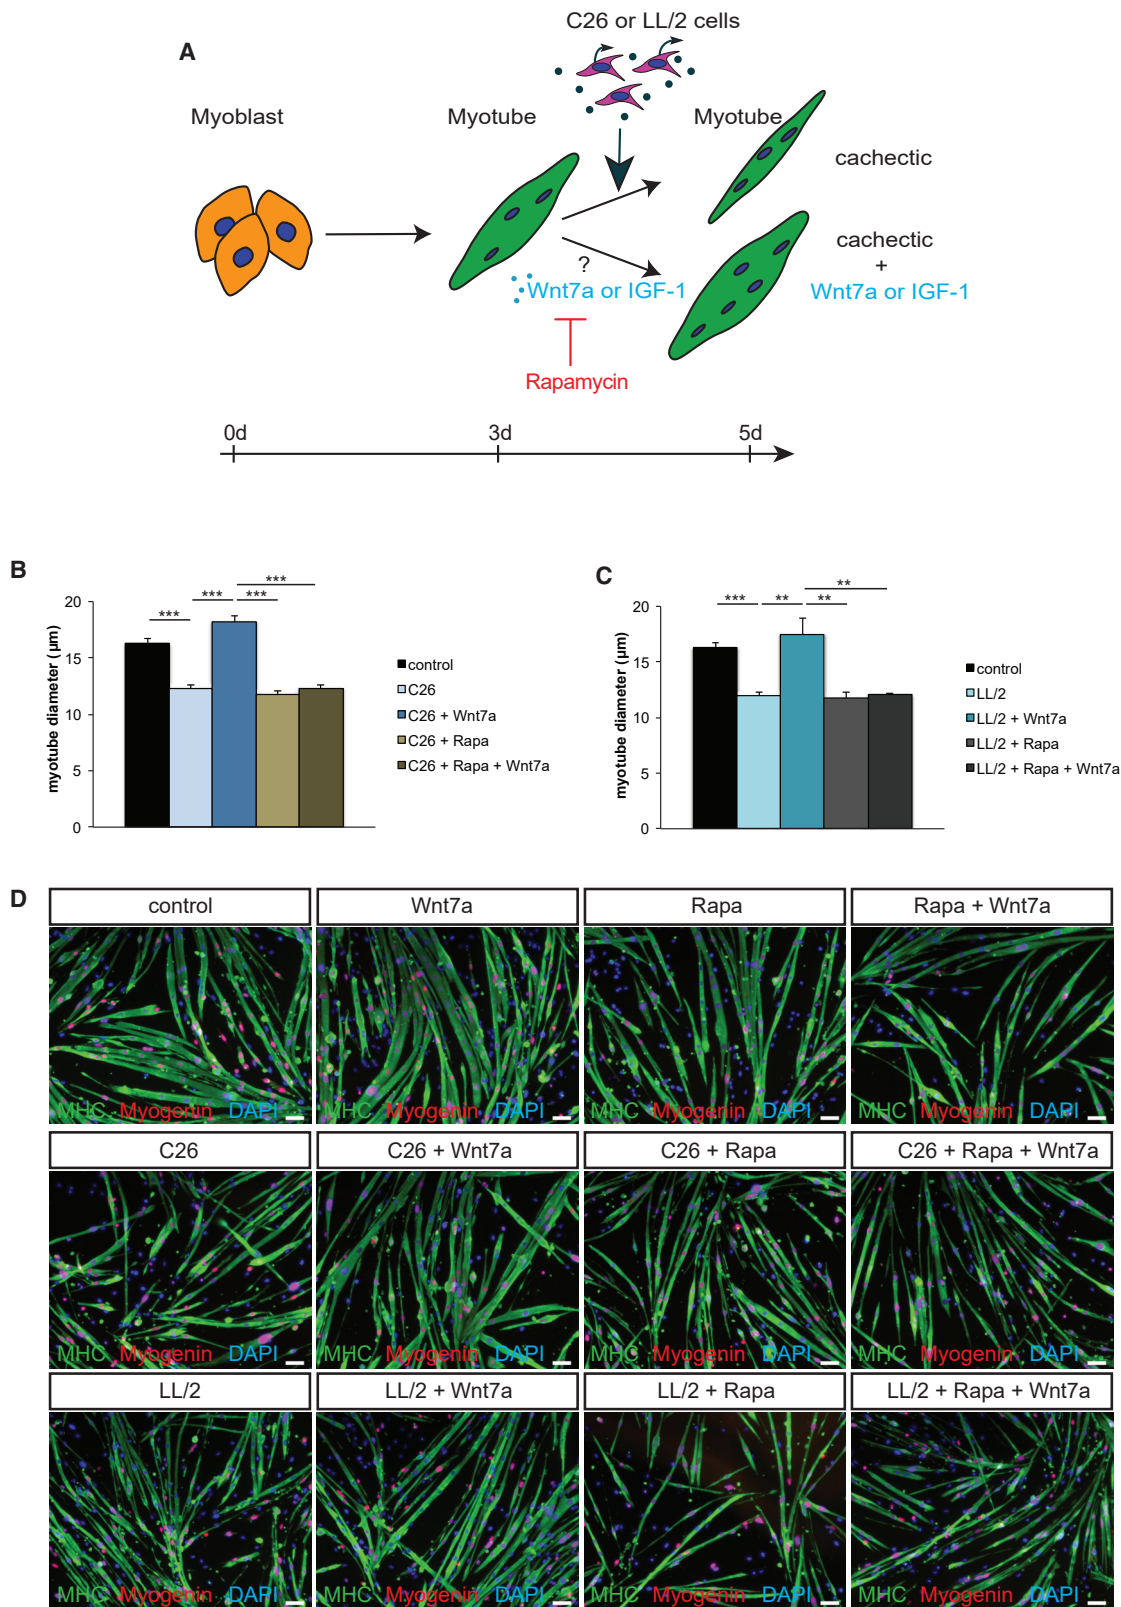 A
C26 or LL/2 cells
Myoblast
Myotube
Myotube
cachectic
cachectic
+
Wnt7a or IGF-1
?
Wnt7a or IGF-1
Rapamycin
0d
3d
5d
B
myotube diameter (µm)
20
15
10
5
0
***
***
***
***
control
C26
C26 + Wnt7a
C26 + Rapa
C26 + Rapa + Wnt7a
C
myotube diameter (µm)
20
15
10
5
0
***
**
**
**
control
LL/2
LL/2 + Wnt7a
LL/2 + Rapa
LL/2 + Rapa + Wnt7a
D
control
Wnt7a
Rapa
Rapa + Wnt7a
MHC Myogenin DAPI
MHC Myogenin DAPI
MHC Myogenin DAPI
MHC Myogenin DAPI
C26
C26 + Wnt7a
C26 + Rapa
C26 + Rapa + Wnt7a
MHC Myogenin DAPI
MHC Myogenin DAPI
MHC Myogenin DAPI
MHC Myogenin DAPI
LL/2
LL/2 + Wnt7a
LL/2 + Rapa
LL/2 + Rapa + Wnt7a
MHC Myogenin DAPI
MHC Myogenin DAPI
MHC Myogenin DAPI
MHC Myogenin DAPI